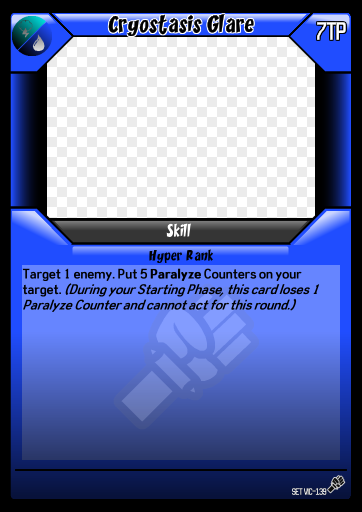 Cryostasis Glare
7TP
Skill
Hyper Rank
Target 1 enemy. Put 5 Paralyze Counters on your
target. (During your Starting Phase, this card loses 1
Paralyze Counter and cannot act for this round.)
SET VIC-139